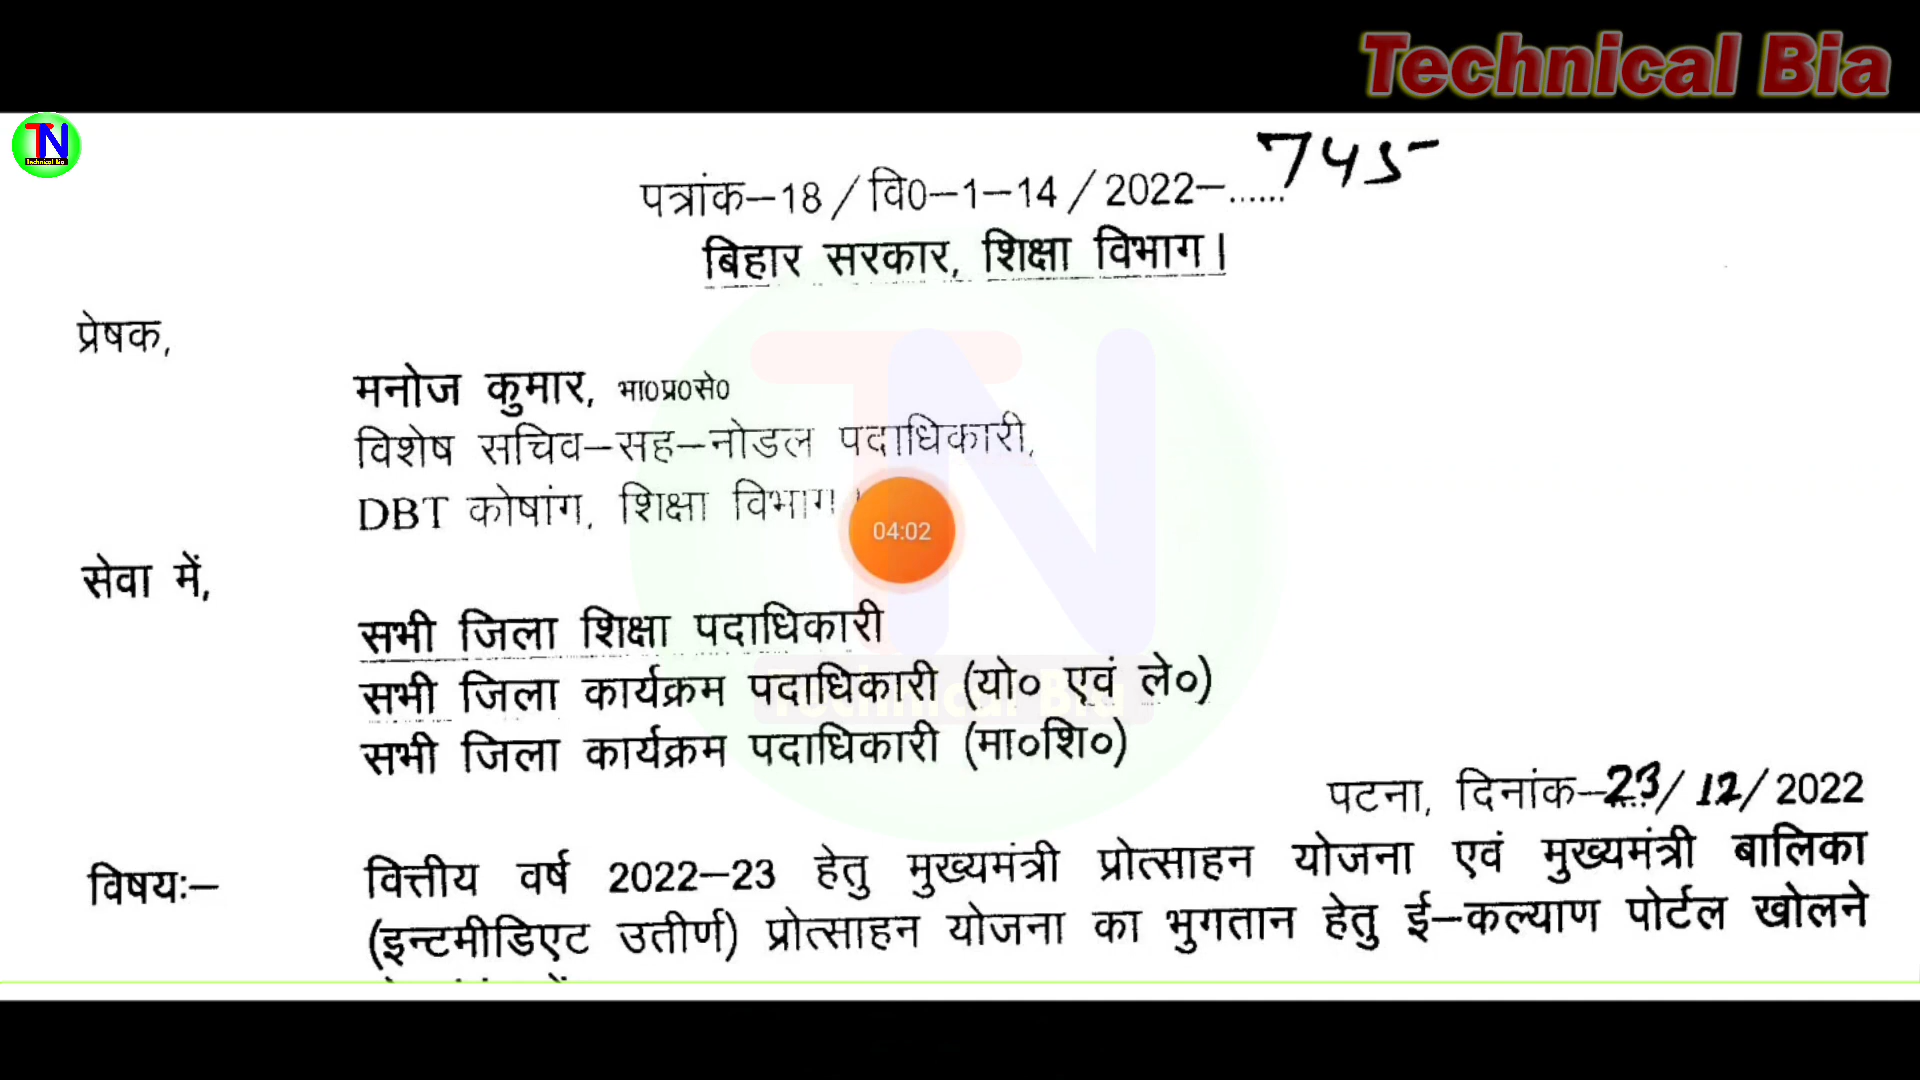 Technical Bia
TN
Technical Bia
पत्रांक–18 / वि0–1–14 / 2022–......745
बिहार सरकार, शिक्षा विभाग।
प्रेषक,
मनोज कुमार, भा0प्र0से0
विशेष सचिव–सह–नोडल पदाधिकारी,
DBT कोषांग, शिक्षा विभाग।
04:02
सेवा में,
सभी जिला शिक्षा पदाधिकारी
सभी जिला कार्यक्रम पदाधिकारी (यो० एवं ले०)
सभी जिला कार्यक्रम पदाधिकारी (मा०शि०)
पटना, दिनांक–23/12/2022
विषय:– वित्तीय वर्ष 2022–23 हेतु मुख्यमंत्री प्रोत्साहन योजना एवं मुख्यमंत्री बालिका
(इन्टमीडिएट उतीर्ण) प्रोत्साहन योजना का भुगतान हेतु ई–कल्याण पोर्टल खोलने